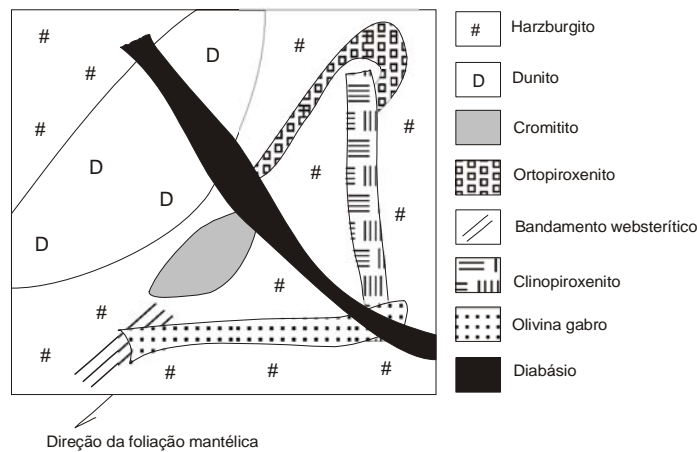 # # Harzburgito
D
# D Dunito
# Cromitito
D # # Ortopiroxenito
D #
D Bandamento websterítico
# Clinopiroxenito
#
Olivina gabro
# # # #
Diabásio
Direção da foliação mantélica